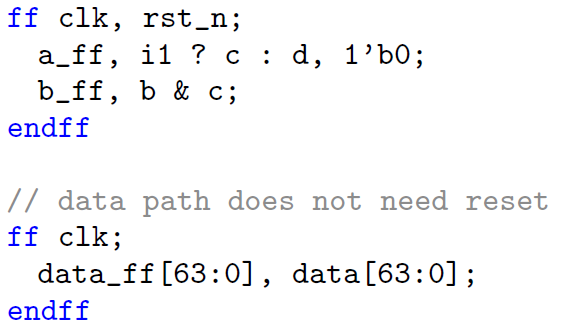 ff clk, rst_n;
a_ff, i1 ? c : d, 1’b0;
b_ff, b & c;
endff
// data path does not need reset
ff clk;
data_ff[63:0], data[63:0];
endff